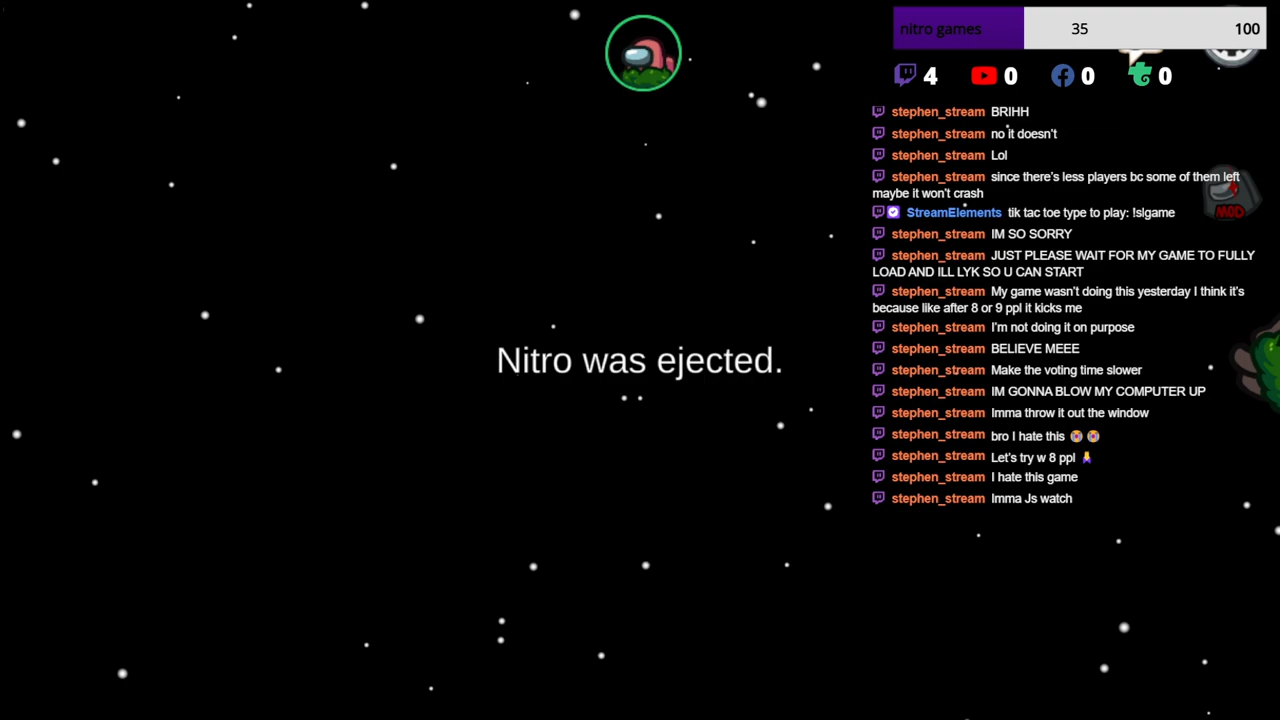 nitro games 35 100
4 0 0 0
stephen_stream BRIHH
stephen_stream no it doesn't
stephen_stream Lol
stephen_stream since there's less players bc some of them left
maybe it won't crash
StreamElements tik tac toe type to play: !slgame
stephen_stream IM SO SORRY
stephen_stream JUST PLEASE WAIT FOR MY GAME TO FULLY
LOAD AND ILL LYK SO U CAN START
stephen_stream My game wasn't doing this yesterday I think it's
because like after 8 or 9 ppl it kicks me
stephen_stream I'm not doing it on purpose
stephen_stream BELIEVE MEEE
stephen_stream Make the voting time slower
stephen_stream IM GONNA BLOW MY COMPUTER UP
stephen_stream Imma throw it out the window
stephen_stream bro I hate this 😭 😭
stephen_stream Let's try w 8 ppl 🧍‍♀️
stephen_stream I hate this game
stephen_stream Imma Js watch
MOD
Nitro was ejected.